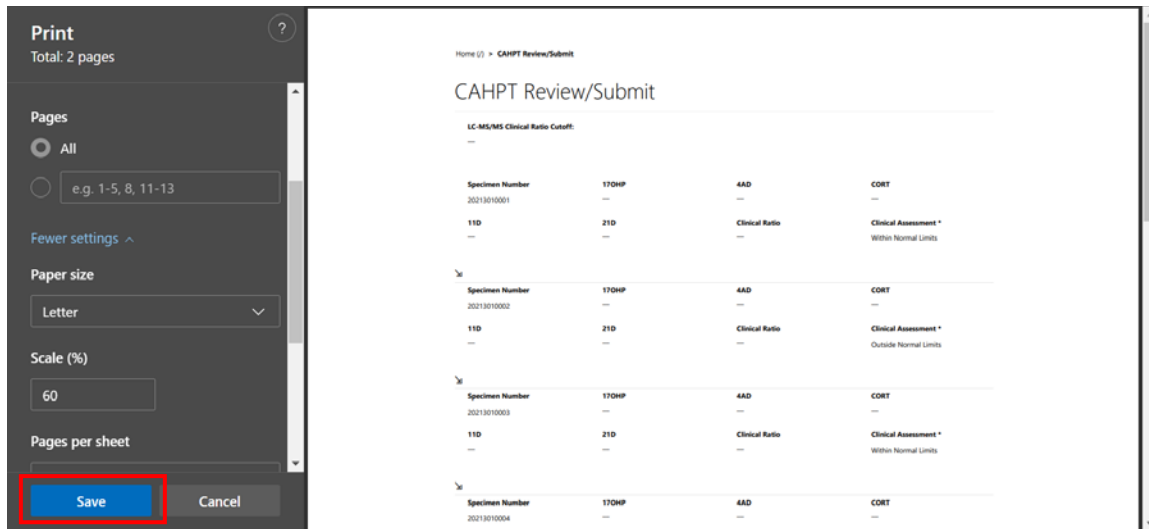 Print
?
Total: 2 pages
Pages
All
e.g. 1-5, 8, 11-13
Fewer settings
Paper size
Letter
Scale (%)
60
Pages per sheet
Save Cancel
Home (/) > CAHPT Review/Submit
CAHPT Review/Submit
LC-MS/MS Clinical Ratio Cutoff:
—
Specimen Number 17OHP 4AD CORT
20213010001 — — —
11D 21D Clinical Ratio Clinical Assessment *
— — — Within Normal Limits
Specimen Number 17OHP 4AD CORT
20213010002 — — —
11D 21D Clinical Ratio Clinical Assessment *
— — — Outside Normal Limits
Specimen Number 17OHP 4AD CORT
20213010003 — — —
11D 21D Clinical Ratio Clinical Assessment *
— — — Within Normal Limits
Specimen Number 17OHP 4AD CORT
20213010004 — — —